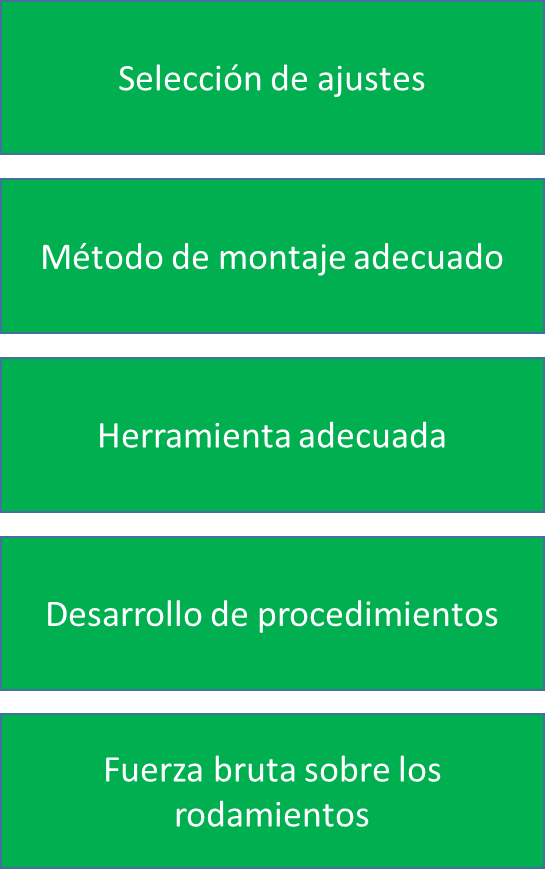 Selección de ajustes
Método de montaje adecuado
Herramienta adecuada
Desarrollo de procedimientos
Fuerza bruta sobre los
rodamientos